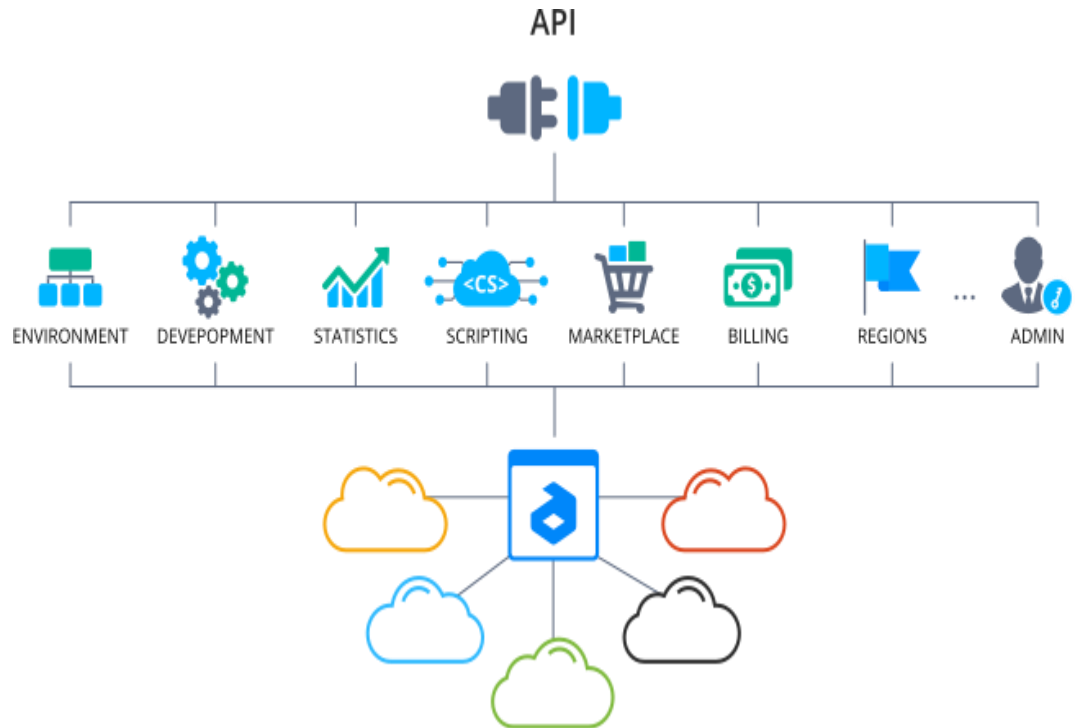 API
ENVIRONMENT DEVEPOPMENT STATISTICS <CS> SCRIPTING MARKETPLACE $ BILLING REGIONS ... ADMIN